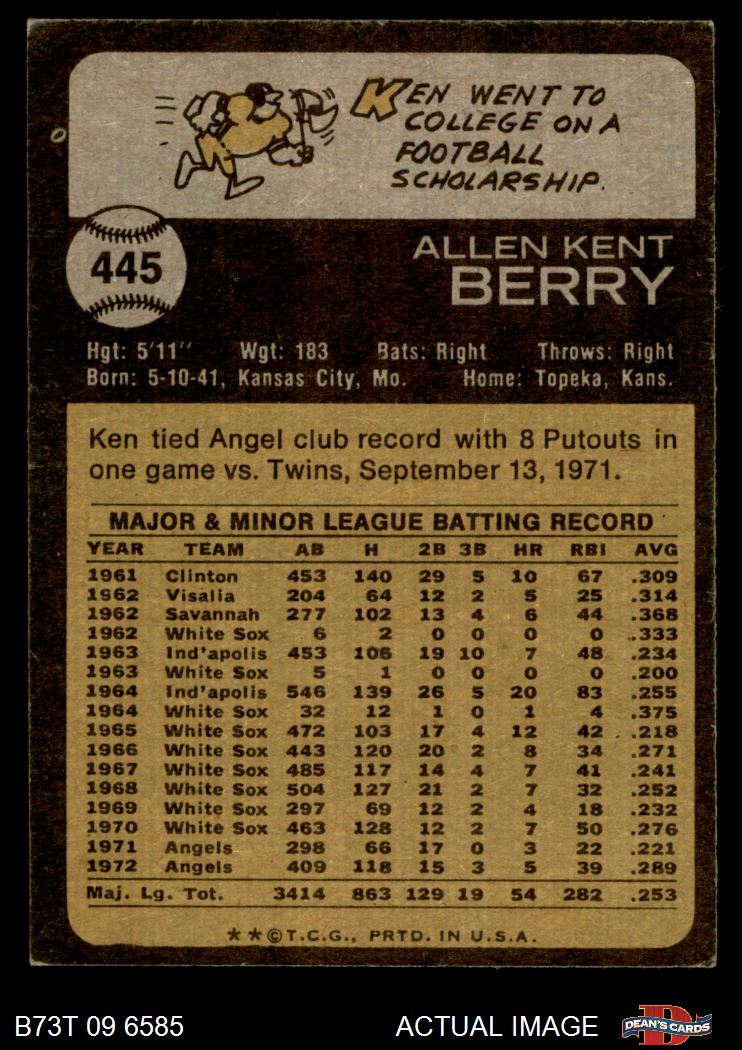 KEN WENT TO
COLLEGE ON A
FOOTBALL
SCHOLARSHIP.
445
ALLEN KENT
BERRY
Hgt: 5'11" Wgt: 183 Bats: Right Throws: Right
Born: 5-10-41, Kansas City, Mo. Home: Topeka, Kans.
Ken tied Angel club record with 8 Putouts in
one game vs. Twins, September 13, 1971.
MAJOR & MINOR LEAGUE BATTING RECORD
YEAR TEAM AB H 2B 3B HR RBI AVG
1961 Clinton 453 140 29 5 10 67 .309
1962 Visalia 204 64 12 2 5 25 .314
1962 Savannah 277 102 13 4 6 44 .368
1962 White Sox 6 2 0 0 0 0 .333
1963 Ind'apolis 453 106 19 10 7 48 .234
1963 White Sox 5 1 0 0 0 0 .200
1964 Ind'apolis 546 139 26 5 20 83 .255
1964 White Sox 32 12 1 0 1 4 .375
1965 White Sox 472 103 17 4 12 42 .218
1966 White Sox 443 120 20 2 8 34 .271
1967 White Sox 485 117 14 4 7 41 .241
1968 White Sox 504 127 21 2 7 32 .252
1969 White Sox 297 69 12 2 4 18 .232
1970 White Sox 463 128 12 2 7 50 .276
1971 Angels 298 66 17 0 3 22 .221
1972 Angels 409 118 15 3 5 39 .289
Maj. Lg. Tot. 3414 863 129 19 54 282 .253
**©T.C.G., PRTD. IN U.S.A.
B73T 09 6585 ACTUAL IMAGE D DEAN'S CARDS